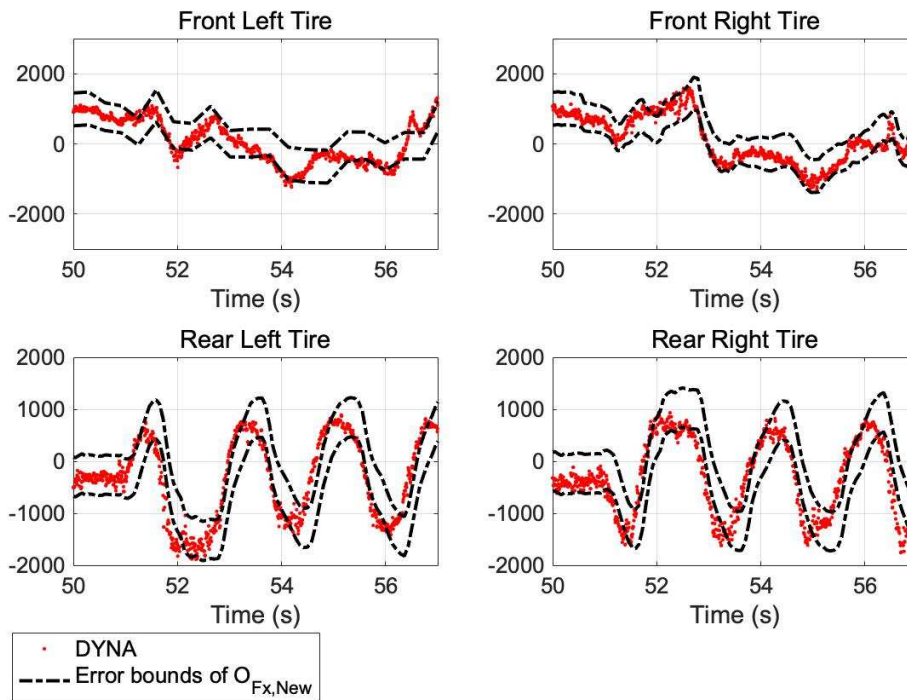 Front Left Tire
2000
0
-2000
50 52 54 56
Time (s)
Front Right Tire
2000
0
-2000
50 52 54 56
Time (s)
Rear Left Tire
2000
1000
0
-1000
-2000
50 52 54 56
Time (s)
Rear Right Tire
2000
1000
0
-1000
-2000
50 52 54 56
Time (s)
DYNA
Error bounds of O_Fx,New